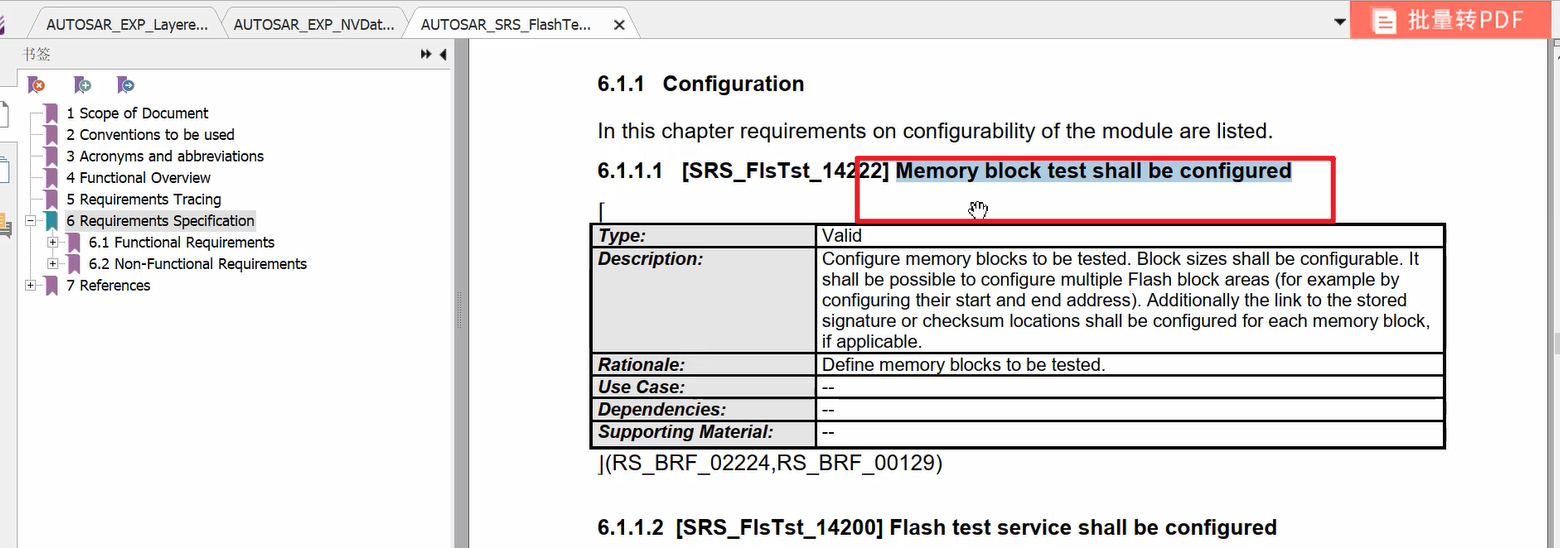 AUTOSAR_EXP_Layere...
AUTOSAR_EXP_NVDat...
AUTOSAR_SRS_FlashTe...
批量转PDF
书签
1 Scope of Document
2 Conventions to be used
3 Acronyms and abbreviations
4 Functional Overview
5 Requirements Tracing
6 Requirements Specification
6.1 Functional Requirements
6.2 Non-Functional Requirements
7 References
6.1.1 Configuration
In this chapter requirements on configurability of the module are listed.
6.1.1.1 [SRS_FlsTst_14222] Memory block test shall be configured
⌈
Type: Valid
Description: Configure memory blocks to be tested. Block sizes shall be configurable. It
shall be possible to configure multiple Flash block areas (for example by
configuring their start and end address). Additionally the link to the stored
signature or checksum locations shall be configured for each memory block,
if applicable.
Rationale: Define memory blocks to be tested.
Use Case: --
Dependencies: --
Supporting Material: --
⌋(RS_BRF_02224,RS_BRF_00129)
6.1.1.2 [SRS_FlsTst_14200] Flash test service shall be configured